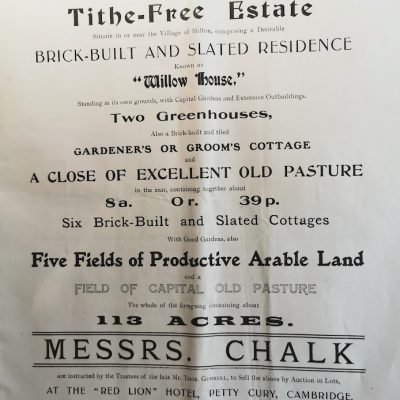 Tithe-Free Estate
Situate in or near the Village of Milton, comprising a Desirable
BRICK-BUILT AND SLATED RESIDENCE
Known as
"Willow House,"
Standing in its own grounds, with Capital Gardens and Extensive Outbuildings.
Two Greenhouses,
Also a Brick-built and tiled
GARDENER'S OR GROOM'S COTTAGE
and
A CLOSE OF EXCELLENT OLD PASTURE
in the rear, containing together about
8a. 0r. 39p.
Six Brick-Built and Slated Cottages
With Good Gardens, also
Five Fields of Productive Arable Land
and a
FIELD OF CAPITAL OLD PASTURE
The whole of the foregoing containing about
113 ACRES.
MESSRS. CHALK
are instructed by the Trustees of the late Mr. Thos. Gunnell, to Sell the above by Auction in Lots,
AT THE "RED LION" HOTEL, PETTY CURY, CAMBRIDGE,